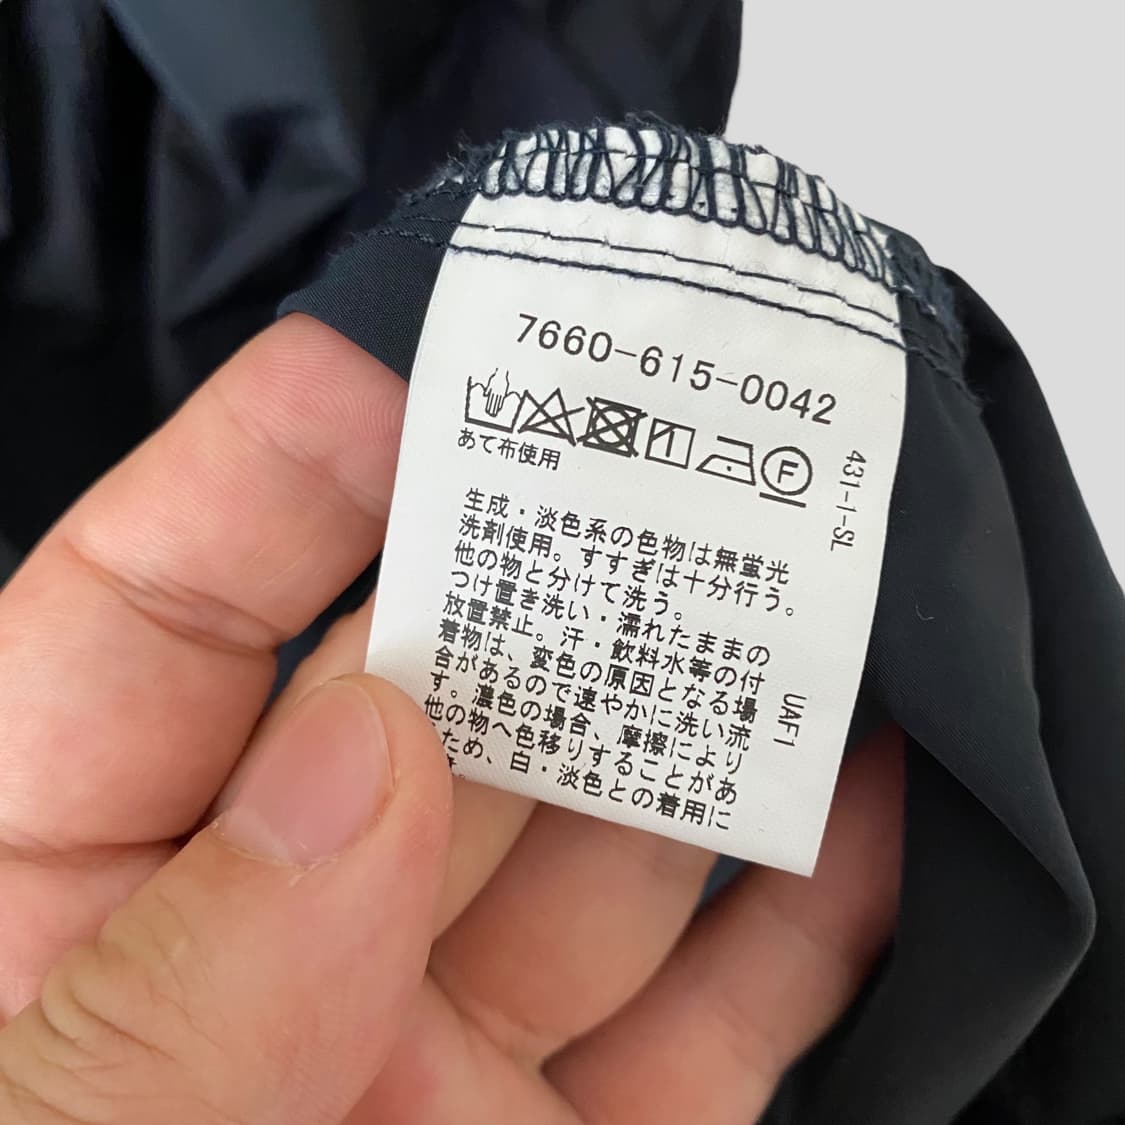 7660-615-0042
F
あて布使用
431-1-SL
生成・淡色系の色物は無蛍光
洗剤使用。すすぎは十分行う。
他の物と分けて洗う。
つけ置き洗い・濡れたままの
放置禁止。汗・飲料水等の付
着物は、変色の原因となる場
合があるので速やかに洗い流
す。濃色の場合、摩擦により
他の物へ色移りすることがあ
ため、白・淡色との着用に
UAF1